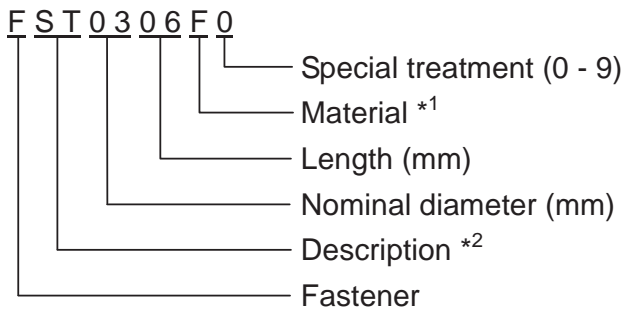 F S T 0 3 0 6 F 0
Special treatment (0 - 9)
Material *1
Length (mm)
Nominal diameter (mm)
Description *2
Fastener